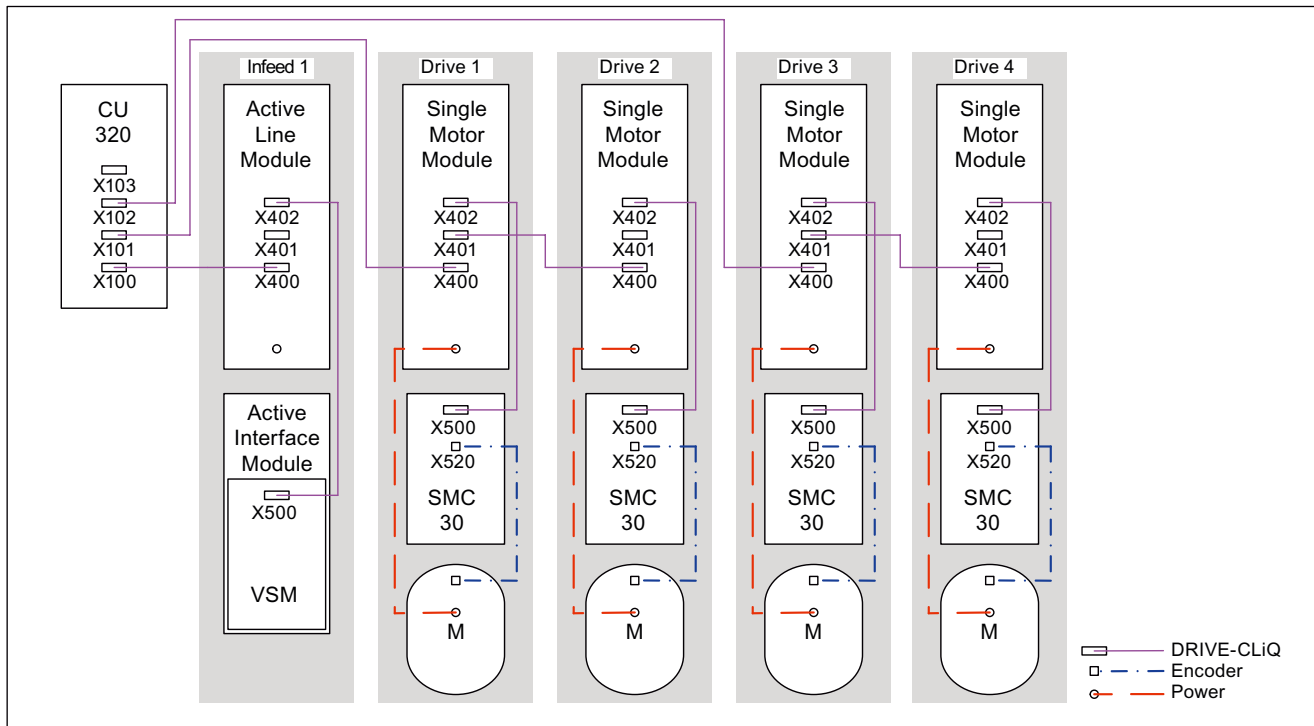 CU
320
X103
X102
X101
X100
Infeed 1
Active
Line
Module
X402
X401
X400
Active
Interface
Module
X500
VSM
Drive 1
Single
Motor
Module
X402
X401
X400
X500
X520
SMC
30
M
Drive 2
Single
Motor
Module
X402
X401
X400
X500
X520
SMC
30
M
Drive 3
Single
Motor
Module
X402
X401
X400
X500
X520
SMC
30
M
Drive 4
Single
Motor
Module
X402
X401
X400
X500
X520
SMC
30
M
DRIVE-CLiQ
Encoder
Power